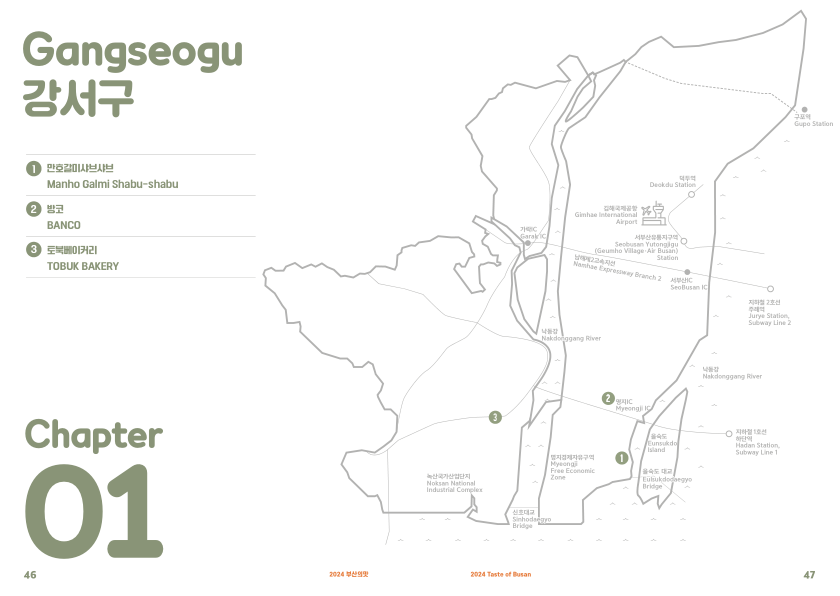 Gangseogu
강서구
1 만호갈미샤브샤브
Manho Galmi Shabu-shabu
2 방코
BANCO
3 토북베이커리
TOBUK BAKERY
Chapter
01
구포역
Gupo Station
덕두역
Deokdu Station
김해국제공항
Gimhae International
Airport
가락IC
Garak IC
서부산유통지구역
Seobusan Yutongjigu
(Geumho Village·Air Busan)
Station
남해제2고속지선
Namhae Expressway Branch 2
서부산IC
SeoBusan IC
지하철 2호선
주례역
Jurye Station,
Subway Line 2
낙동강
Nakdonggang River
낙동강
Nakdonggang River
2
명지IC
Myeongji IC
3
지하철 1호선
하단역
Hadan Station,
Subway Line 1
을숙도
Eunsukdo
Island
1
명지경제자유구역
Myeongji
Free Economic
Zone
을숙도 대교
Eulsukdodaegyo
Bridge
녹산국가산업단지
Noksan National
Industrial Complex
신호대교
Sinhodaegyo
Bridge
46
2024 부산의맛
2024 Taste of Busan
47